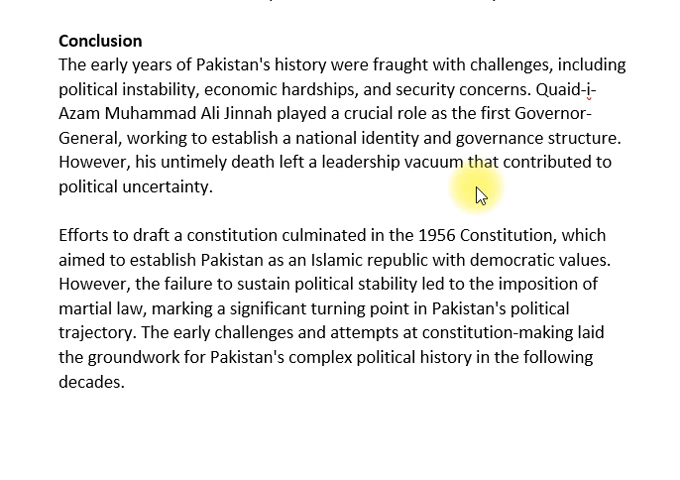 Conclusion
The early years of Pakistan's history were fraught with challenges, including
political instability, economic hardships, and security concerns. Quaid-i-
Azam Muhammad Ali Jinnah played a crucial role as the first Governor-
General, working to establish a national identity and governance structure.
However, his untimely death left a leadership vacuum that contributed to
political uncertainty.
Efforts to draft a constitution culminated in the 1956 Constitution, which
aimed to establish Pakistan as an Islamic republic with democratic values.
However, the failure to sustain political stability led to the imposition of
martial law, marking a significant turning point in Pakistan's political
trajectory. The early challenges and attempts at constitution-making laid
the groundwork for Pakistan's complex political history in the following
decades.